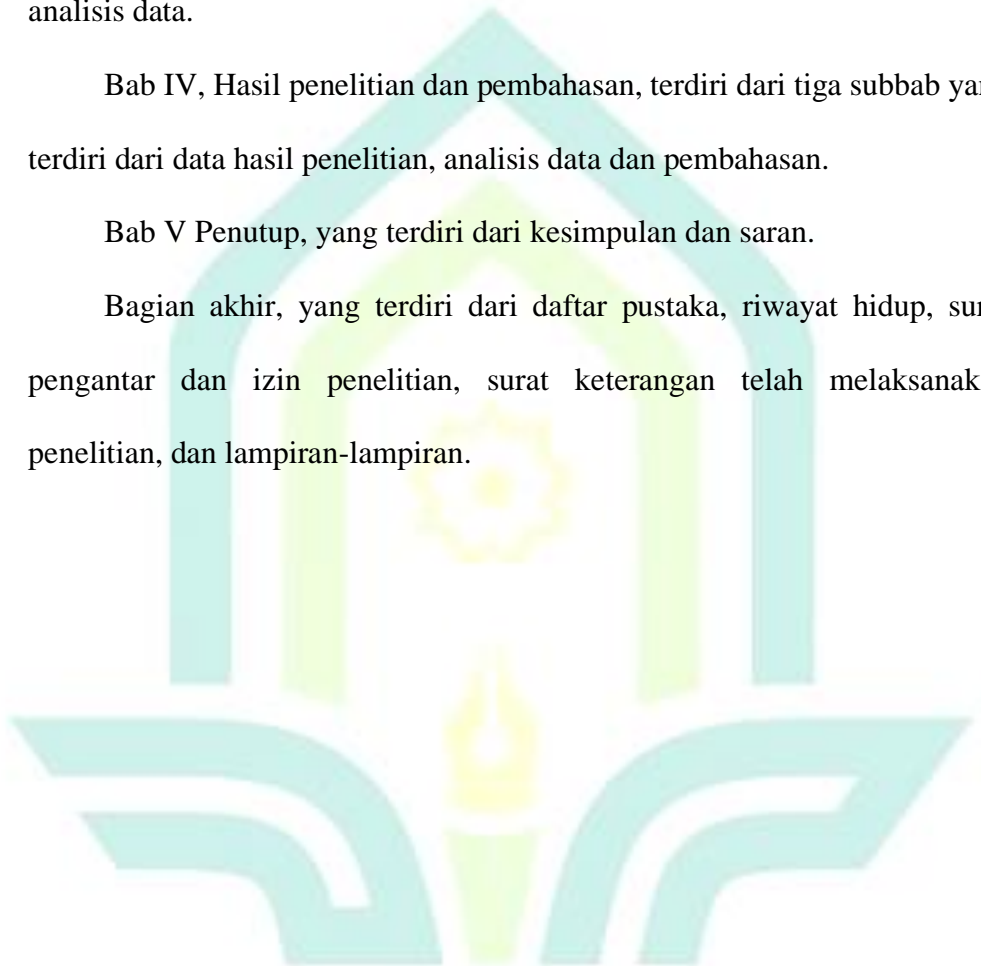 analisis data.
Bab IV, Hasil penelitian dan pembahasan, terdiri dari tiga subbab
terdiri dari data hasil penelitian, analisis data dan pembahasan.
Bab V Penutup, yang terdiri dari kesimpulan dan saran.
Bagian akhir, yang terdiri dari daftar pustaka, riwayat hidup,
pengantar dan izin penelitian, surat keterangan telah
penelitian, dan lampiran-lampiran.